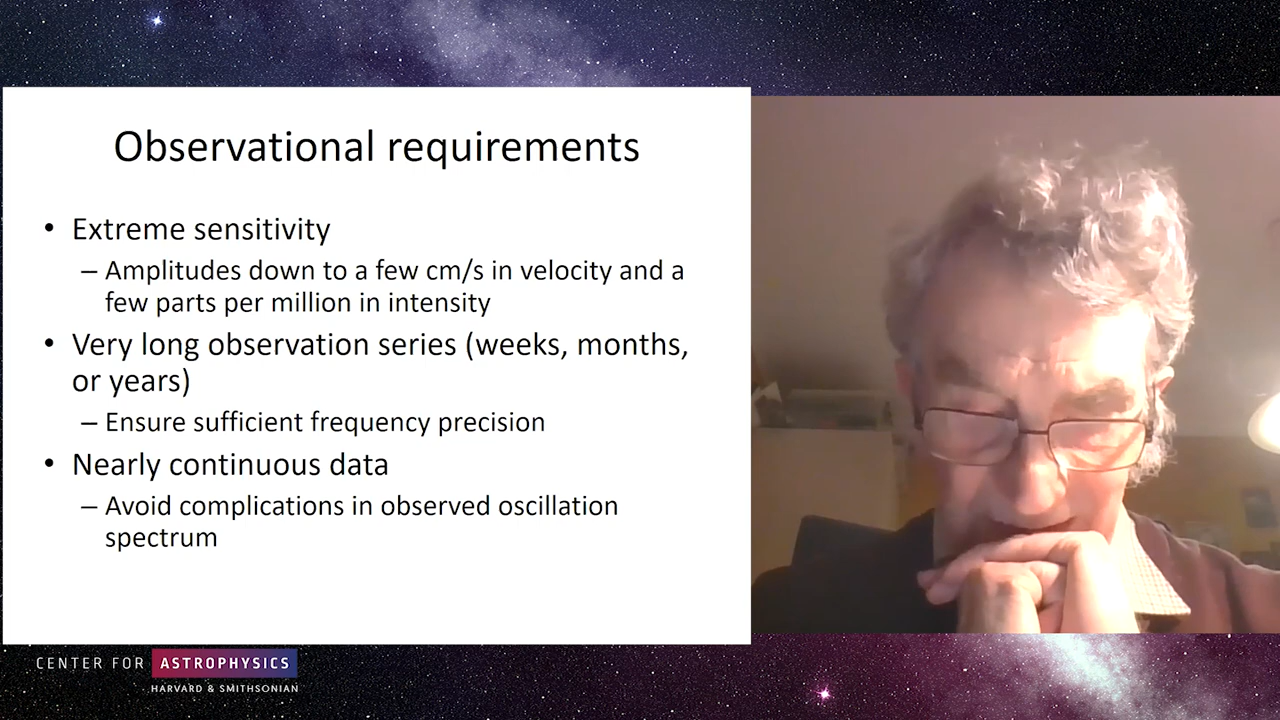 Observational requirements
• Extreme sensitivity
– Amplitudes down to a few cm/s in velocity and a
few parts per million in intensity
• Very long observation series (weeks, months,
or years)
– Ensure sufficient frequency precision
• Nearly continuous data
– Avoid complications in observed oscillation
spectrum
CENTER FOR ASTROPHYSICS
HARVARD & SMITHSONIAN